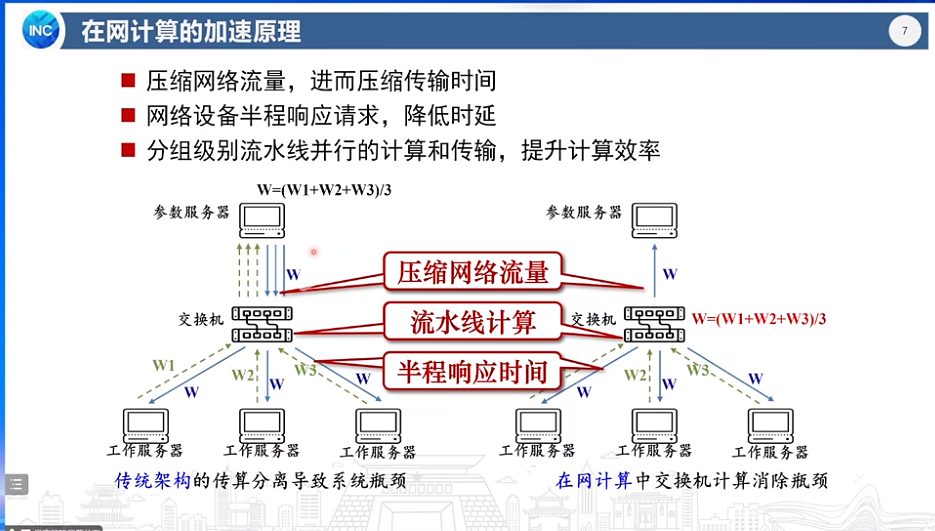 INC
在网计算的加速原理
7
压缩网络流量，进而压缩传输时间
网络设备半程响应请求，降低时延
分组级别流水线并行的计算和传输，提升计算效率
W=(W1+W2+W3)/3
参数服务器
参数服务器
W
压缩网络流量
W
交换机
流水线计算
交换机
W=(W1+W2+W3)/3
W1
W
W2
W
W3
W
半程响应时间
W
W2
W
W3
W
工作服务器
工作服务器
工作服务器
工作服务器
工作服务器
工作服务器
传统架构的传算分离导致系统瓶颈
在网计算中交换机计算消除瓶颈